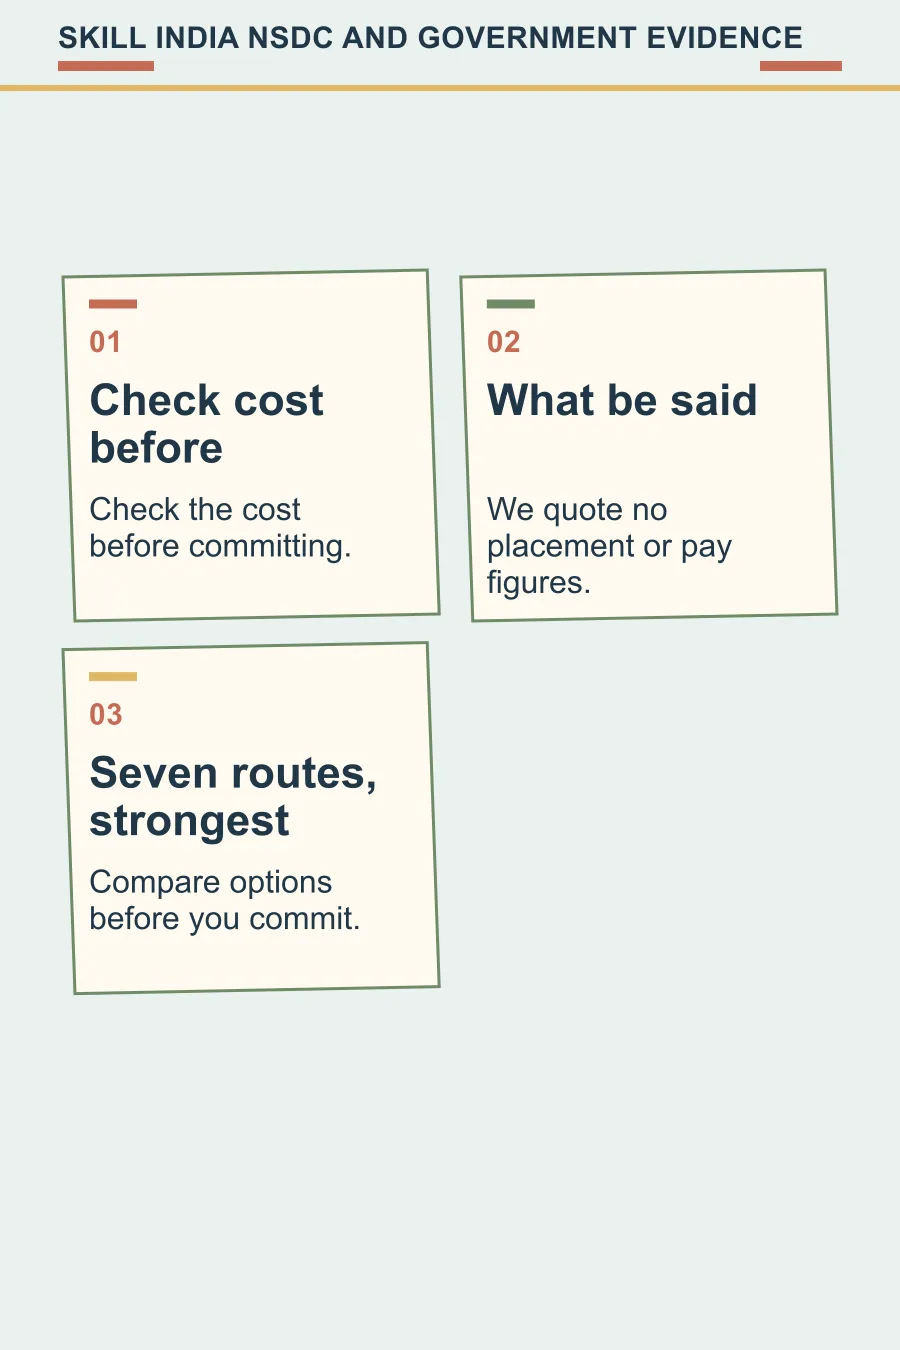 SKILL INDIA NSDC AND GOVERNMENT EVIDENCE
01
Check cost
before
Check the cost
before committing.
02
What be said
We quote no
placement or pay
figures.
03
Seven routes,
strongest
Compare options
before you commit.